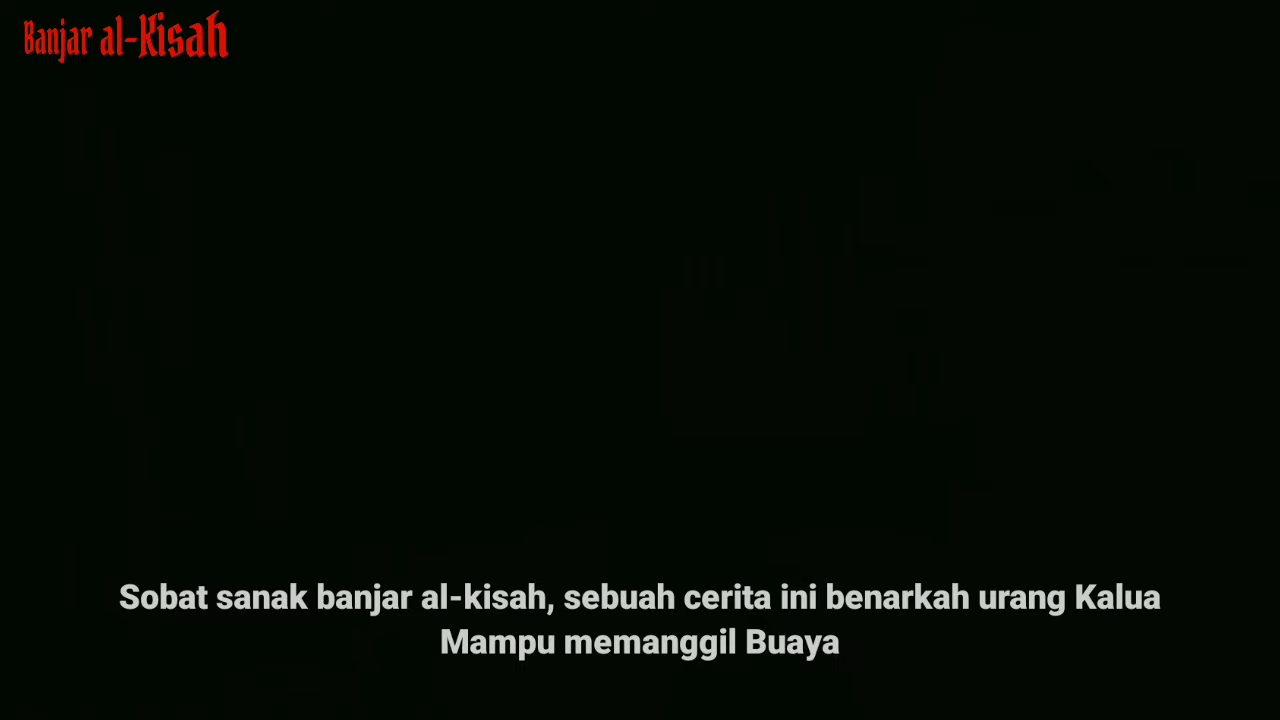 Banjar al-Kisah
Sobat sanak banjar al-kisah, sebuah cerita ini benarkah urang Kalua
Mampu memanggil Buaya